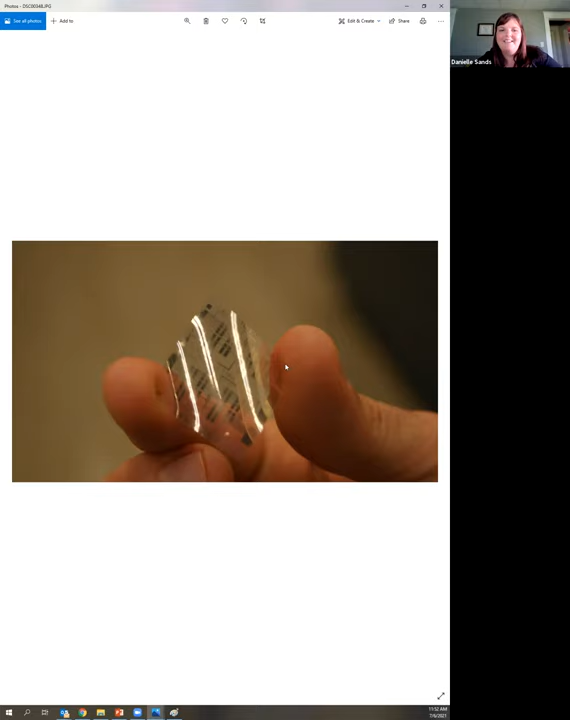 Photos - DSC00348.JPG
See all photos
Add to
Edit & Create
Share
Danielle Sands
11:52 AM
7/6/2021